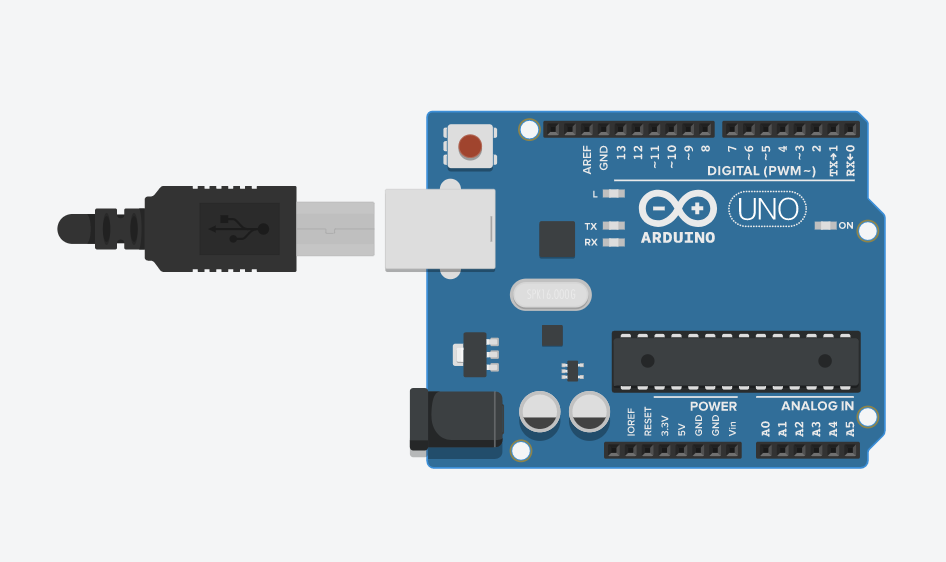 AREF
GND
13
12
~11
~10
~9
8
7
~6
~5
4
~3
2
TX→1
RX←0
DIGITAL (PWM~)
L
TX
RX
ARDUINO
UNO
ON
POWER
ANALOG IN
IOREF
RESET
3.3V
5V
GND
GND
Vin
A0
A1
A2
A3
A4
A5